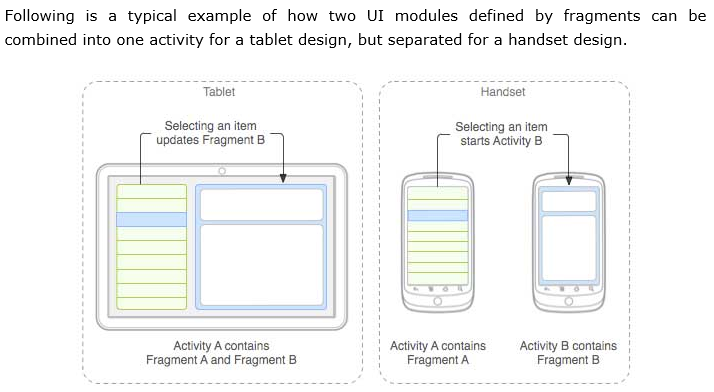 Following is a typical example of how two UI modules defined by fragments can be
combined into one activity for a tablet design, but separated for a handset design.
Tablet
Selecting an item
updates Fragment B
Activity A contains
Fragment A and Fragment B
Handset
Selecting an item
starts Activity B
Activity A contains
Fragment A
Activity B contains
Fragment B